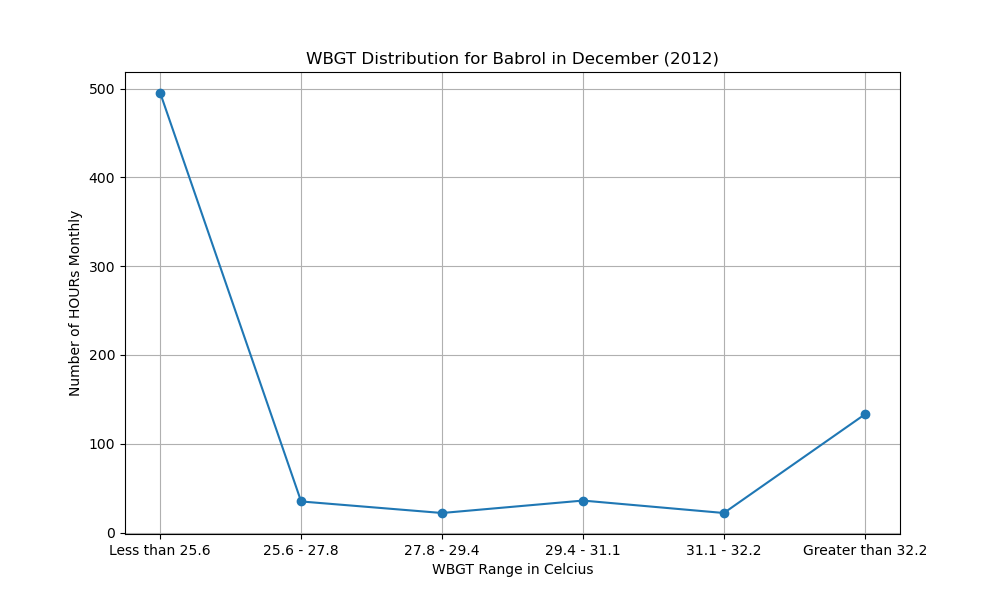 WBGT Distribution for Babrol in December (2012)
Number of HOURs Monthly
500
400
300
200
100
0
Less than 25.6 25.6 - 27.8 27.8 - 29.4 29.4 - 31.1 31.1 - 32.2 Greater than 32.2
WBGT Range in Celcius